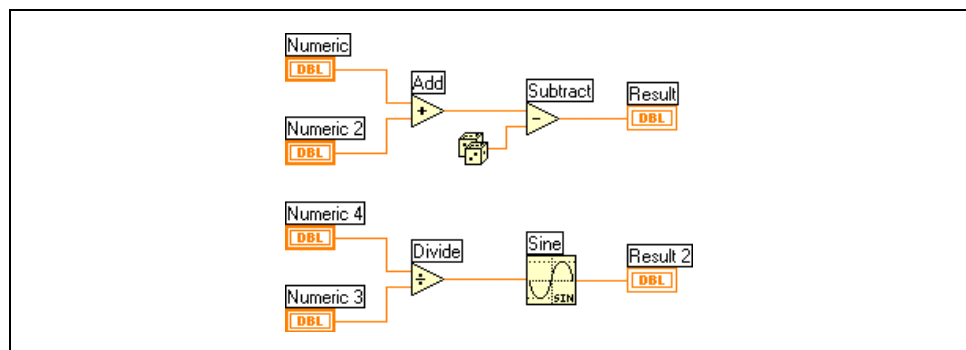 Numeric
DBL
Add
+
Subtract
-
Result
DBL
Numeric 2
DBL
Numeric 4
DBL
Divide
÷
Sine
SIN
Result 2
DBL
Numeric 3
DBL